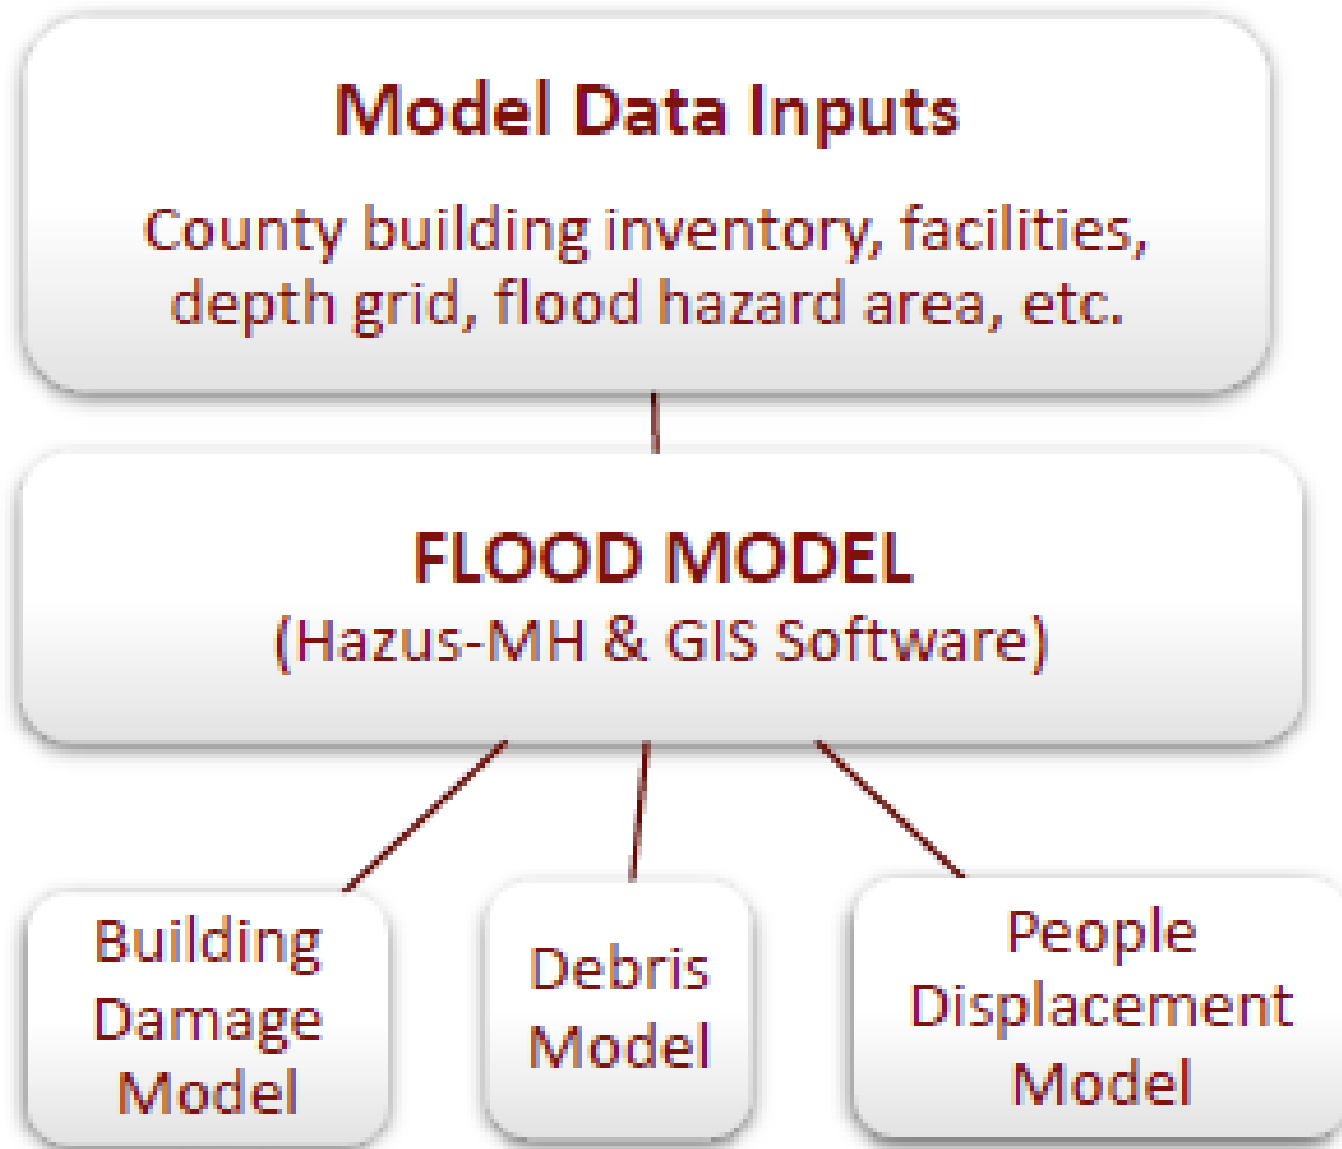 Model Data Inputs
County building inventory, facilities,
depth grid, flood hazard area, etc.
FLOOD MODEL
(Hazus-MH & GIS Software)
Building
Damage
Model
Debris
Model
People
Displacement
Model